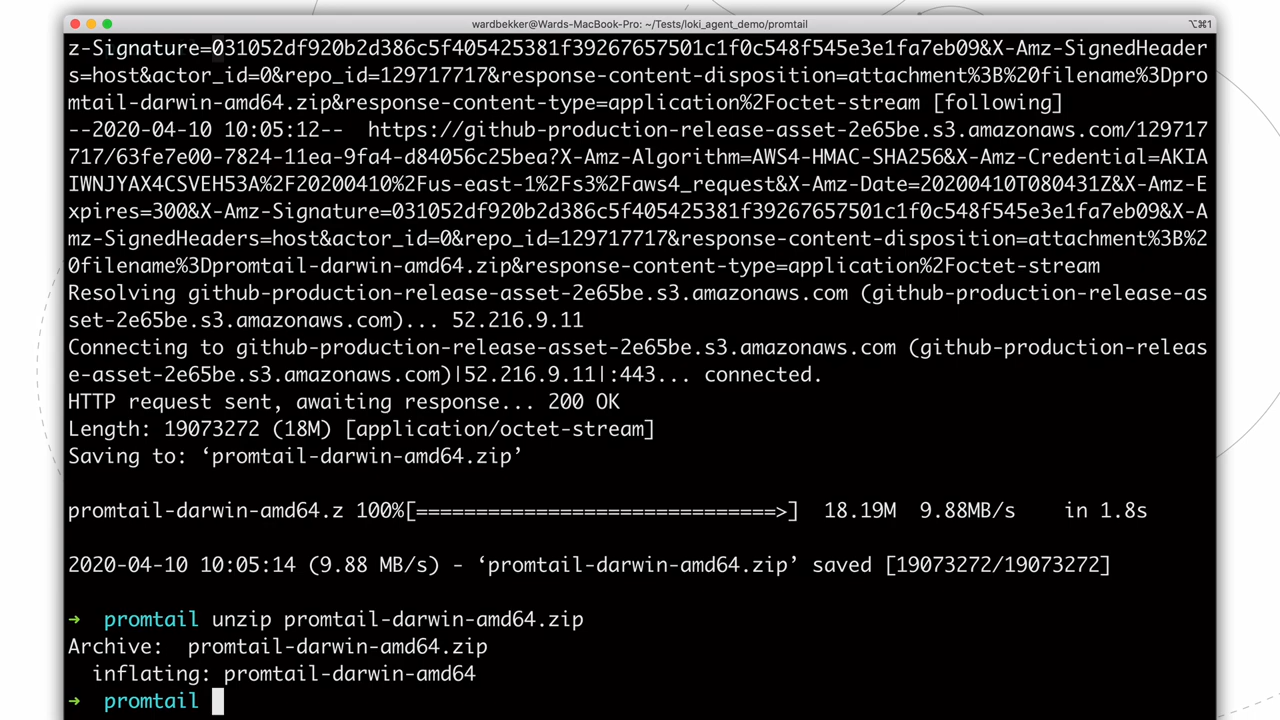 wardbekker@Wards-MacBook-Pro: ~/Tests/loki_agent_demo/promtail
⌥⌘1
z-Signature=031052df920b2d386c5f405425381f39267657501c1f0c548f545e3e1fa7eb09&X-Amz-SignedHeader
s=host&actor_id=0&repo_id=129717717&response-content-disposition=attachment%3B%20filename%3Dpro
mtail-darwin-amd64.zip&response-content-type=application%2Foctet-stream [following]
--2020-04-10 10:05:12--  https://github-production-release-asset-2e65be.s3.amazonaws.com/129717
717/63fe7e00-7824-11ea-9fa4-d84056c25bea?X-Amz-Algorithm=AWS4-HMAC-SHA256&X-Amz-Credential=AKIA
IWNJYAX4CSVEH53A%2F20200410%2Fus-east-1%2Fs3%2Faws4_request&X-Amz-Date=20200410T080431Z&X-Amz-E
xpires=300&X-Amz-Signature=031052df920b2d386c5f405425381f39267657501c1f0c548f545e3e1fa7eb09&X-A
mz-SignedHeaders=host&actor_id=0&repo_id=129717717&response-content-disposition=attachment%3B%2
0filename%3Dpromtail-darwin-amd64.zip&response-content-type=application%2Foctet-stream
Resolving github-production-release-asset-2e65be.s3.amazonaws.com (github-production-release-as
set-2e65be.s3.amazonaws.com)... 52.216.9.11
Connecting to github-production-release-asset-2e65be.s3.amazonaws.com (github-production-releas
e-asset-2e65be.s3.amazonaws.com)|52.216.9.11|:443... connected.
HTTP request sent, awaiting response... 200 OK
Length: 19073272 (18M) [application/octet-stream]
Saving to: ‘promtail-darwin-amd64.zip’
promtail-darwin-amd64.z 100%[==============================>]  18.19M  9.88MB/s    in 1.8s
2020-04-10 10:05:14 (9.88 MB/s) - ‘promtail-darwin-amd64.zip’ saved [19073272/19073272]
➜  promtail unzip promtail-darwin-amd64.zip
Archive:  promtail-darwin-amd64.zip
  inflating: promtail-darwin-amd64
➜  promtail